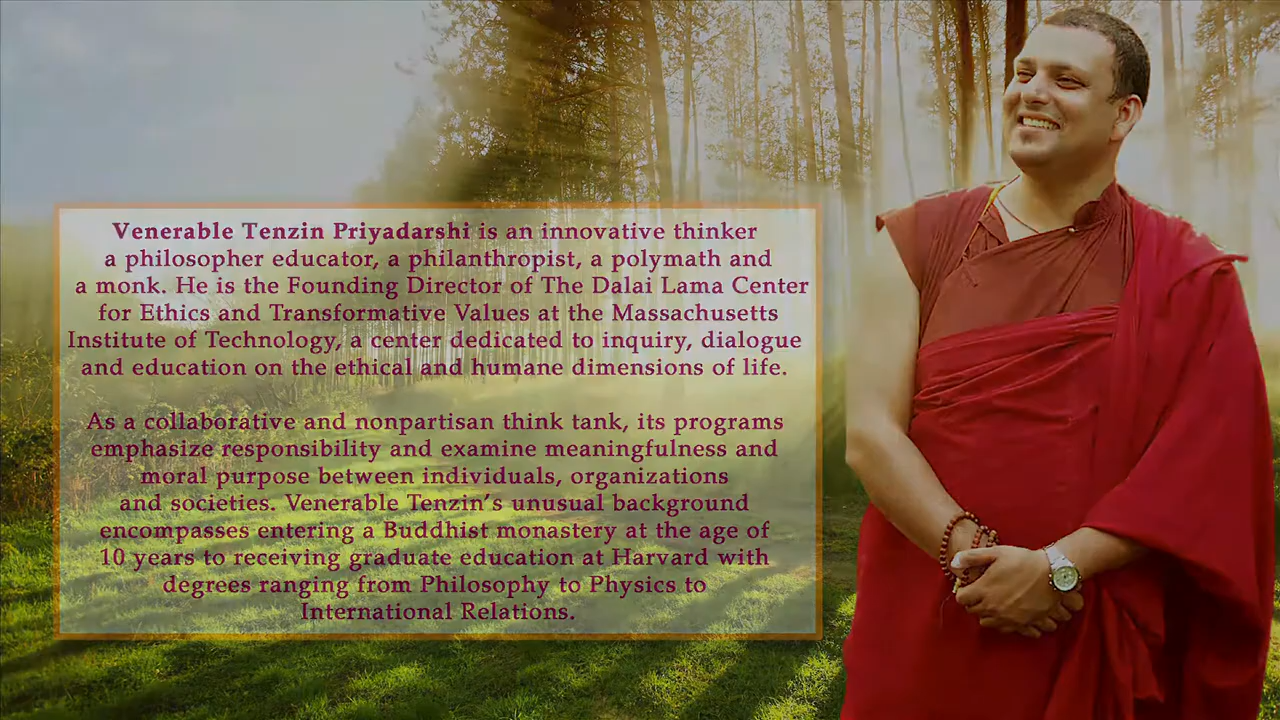 Venerable Tenzin Priyadarshi is an innovative thinker
a philosopher educator, a philanthropist, a polymath and
a monk. He is the Founding Director of The Dalai Lama Center
for Ethics and Transformative Values at the Massachusetts
Institute of Technology, a center dedicated to inquiry, dialogue
and education on the ethical and humane dimensions of life.
As a collaborative and nonpartisan think tank, its programs
emphasize responsibility and examine meaningfulness and
moral purpose between individuals, organizations
and societies. Venerable Tenzin’s unusual background
encompasses entering a Buddhist monastery at the age of
10 years to receiving graduate education at Harvard with
degrees ranging from Philosophy to Physics to
International Relations.